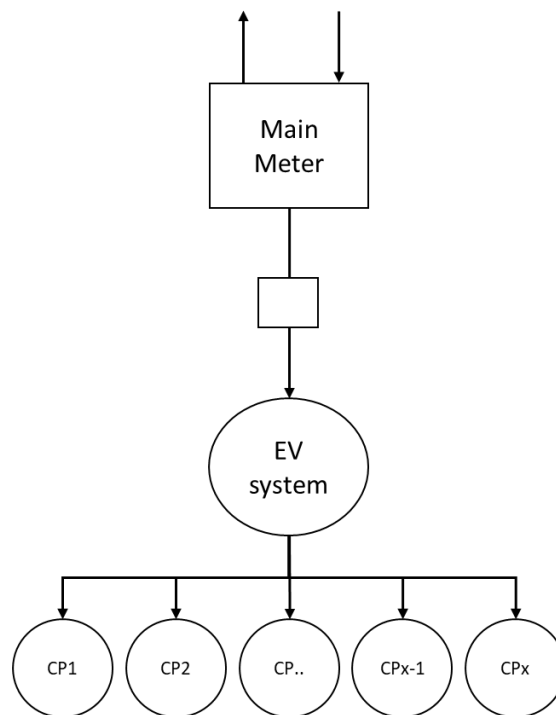 Main
Meter
EV
system
CP1
CP2
CP..
CPx-1
CPx